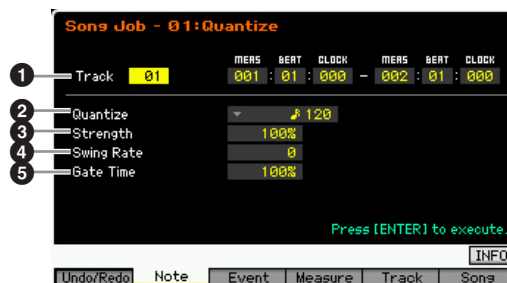 Song Job - 01:Quantize
MEAS BEAT CLOCK MEAS BEAT CLOCK
1 Track 01 001 : 01 : 000 - 002 : 01 : 000
2 Quantize 120
3 Strength 100%
4 Swing Rate 0
5 Gate Time 100%
Press [ENTER] to execute.
INFO
Undo/Redo Note Event Measure Track Song